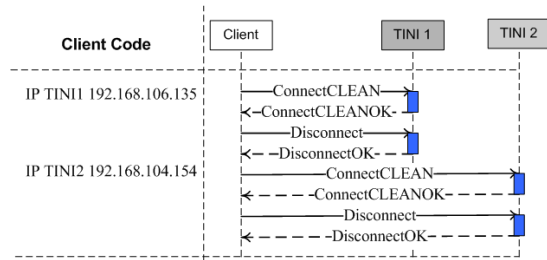 Client Code
Client
TINI 1
TINI 2
IP TINI1 192.168.106.135
ConnectCLEAN
ConnectCLEANOK
Disconnect
DisconnectOK
IP TINI2 192.168.104.154
ConnectCLEAN
ConnectCLEANOK
Disconnect
DisconnectOK